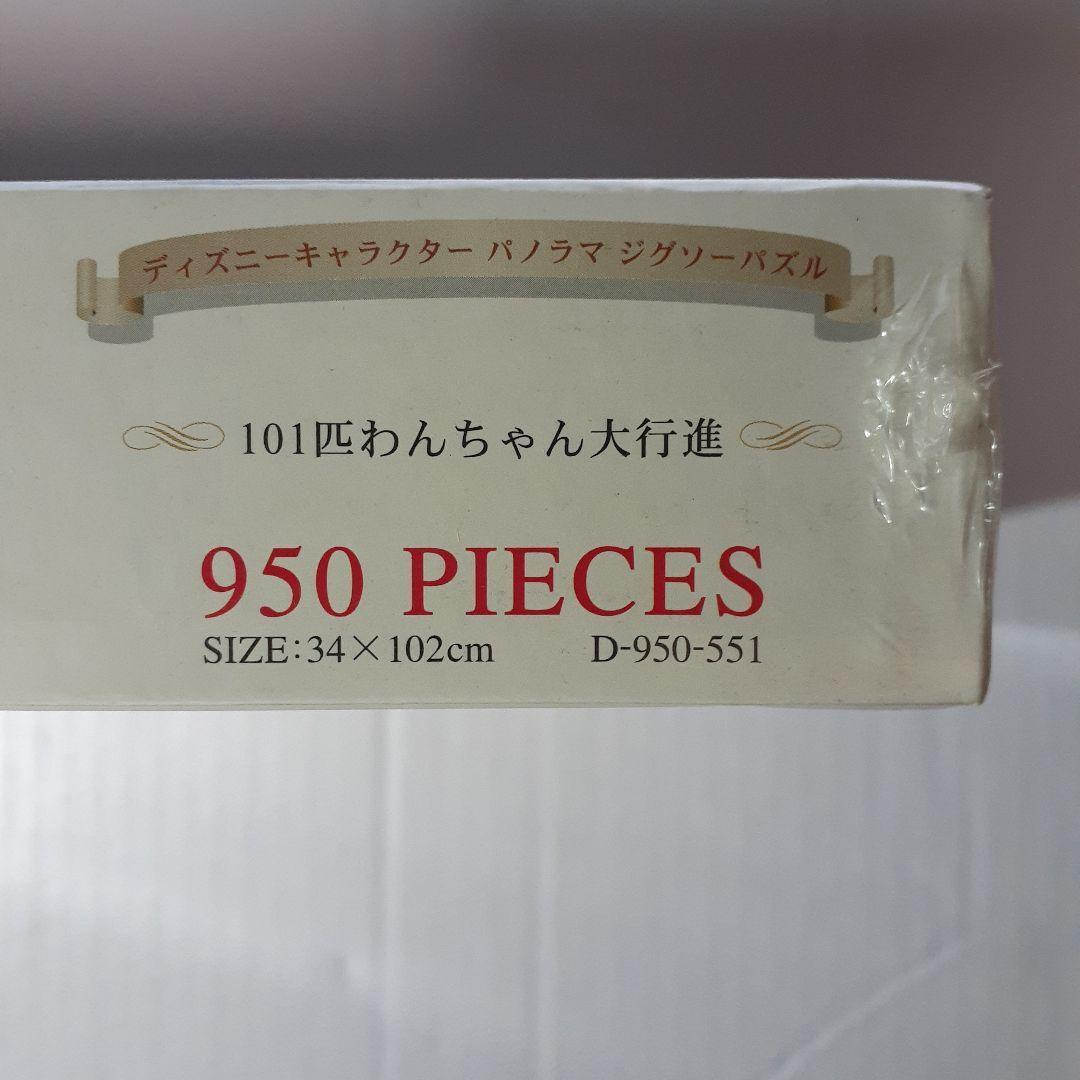 ディズニーキャラクター パノラマ ジグソーパズル
101匹わんちゃん大行進
950 PIECES
SIZE:34×102cm D-950-551